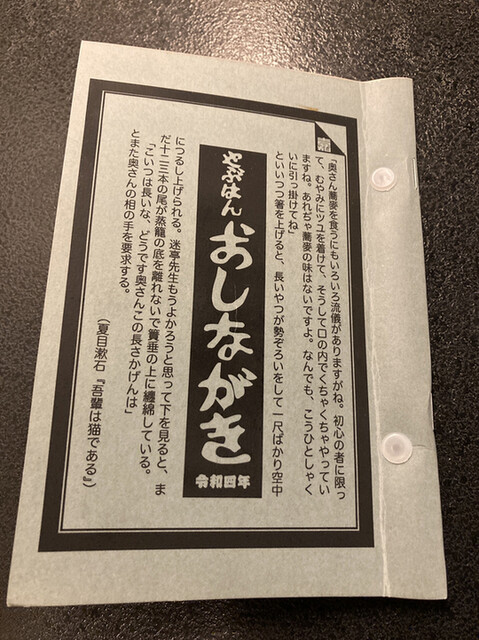 「奥さん蕎麦を食うにもいろいろ流儀がありますがね。初心の者に限っ
て、むやみにツユを着けて、そうして口の内でくちゃくちゃやってい
ますね。あれぢゃ蕎麦の味はないですよ。なんでも、こうひとしゃく
いに引っ掛けてね」
といいつつ箸を上げると、長いやつが勢ぞろいをして一尺ばかり空中
やぶはん おしながき 令和四年
につるし上げられる。迷亭先生もうよかろうと思って下を見ると、ま
だ十二三本の尾が蒸籠の底を離れないで簀垂の上に纏綿している。
「こいつは長いな、どうです奥さんこの長さかげんは」
とまた奥さんの相の手を要求する。
(夏目漱石『吾輩は猫である』)